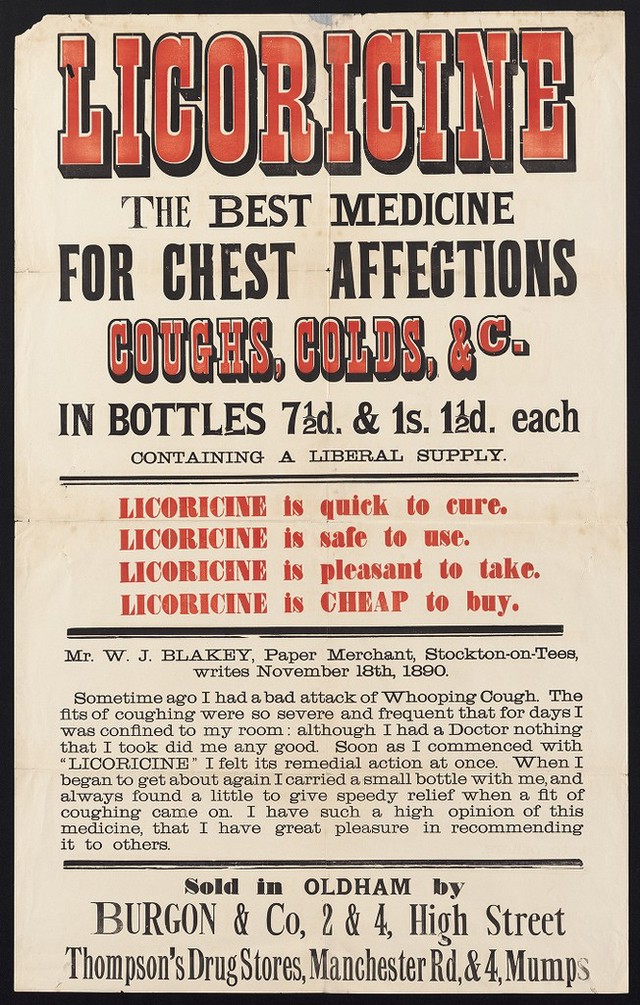 LICORICINE
THE BEST MEDICINE
FOR CHEST AFFECTIONS
COUGHS, COLDS, &C.
IN BOTTLES 7½d. & 1s. 1½d. each
CONTAINING A LIBERAL SUPPLY.
LICORICINE is quick to cure.
LICORICINE is safe to use.
LICORICINE is pleasant to take.
LICORICINE is CHEAP to buy.
Mr. W. J. BLAKEY, Paper Merchant, Stockton-on-Tees,
writes November 18th, 1890.
Sometime ago I had a bad attack of Whooping Cough. The
fits of coughing were so severe and frequent that for days I
was confined to my room: although I had a Doctor nothing
that I took did me any good. Soon as I commenced with
“LICORICINE” I felt its remedial action at once. When I
began to get about again I carried a small bottle with me, and
always found a little to give speedy relief when a fit of
coughing came on. I have such a high opinion of this
medicine, that I have great pleasure in recommending
it to others.
Sold in OLDHAM by
BURGON & Co, 2 & 4, High Street
Thompson's Drug Stores, Manchester Rd, & 4, Mumps